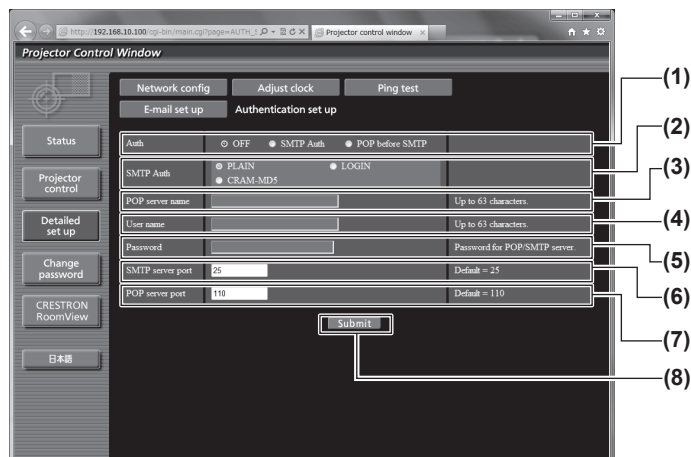 http://192.168.10.100/cgi-bin/main.cgi?page=AUTH_S
Projector control window
Projector Control Window
Network config Adjust clock Ping test
E-mail set up Authentication set up
Status
Projector control
Detailed set up
Change password
CRESTRON RoomView
日本語
Auth OFF SMTP Auth POP before SMTP
SMTP Auth PLAIN LOGIN
CRAM-MD5
POP server name Up to 63 characters.
User name Up to 63 characters.
Password Password for POP/SMTP server.
SMTP server port 25 Default = 25
POP server port 110 Default = 110
Submit
(1)
(2)
(3)
(4)
(5)
(6)
(7)
(8)